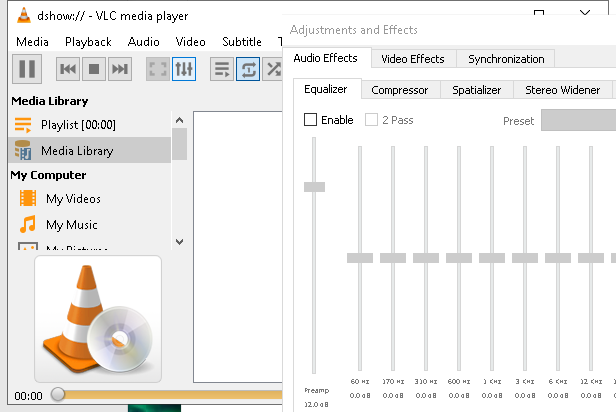 dshow:// - VLC media player
Media Playback Audio Video Subtitle T
Media Library
Playlist [00:00]
Media Library
My Computer
My Videos
My Music
My Pictures
00:00
Adjustments and Effects
Audio Effects Video Effects Synchronization
Equalizer Compressor Spatializer Stereo Widener
Enable 2 Pass Preset
60 Hz 170 Hz 310 Hz 600 Hz 1 KHz 3 KHz 6 KHz 12 KHz
Preamp 0.0 dB 0.0 dB 0.0 dB 0.0 dB 0.0 dB 0.0 dB 0.0 dB 0.0 dB
12.0 dB